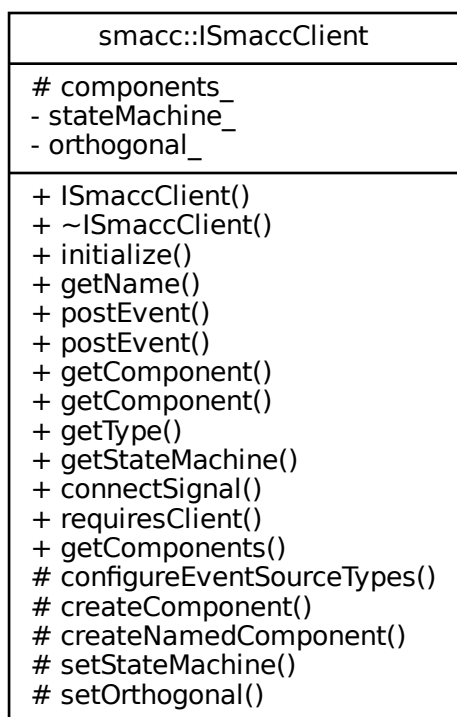 smacc::ISmaccClient
# components_
- stateMachine_
- orthogonal_
+ ISmaccClient()
+ ~ISmaccClient()
+ initialize()
+ getName()
+ postEvent()
+ postEvent()
+ getComponent()
+ getComponent()
+ getType()
+ getStateMachine()
+ connectSignal()
+ requiresClient()
+ getComponents()
# configureEventSourceTypes()
# createComponent()
# createNamedComponent()
# setStateMachine()
# setOrthogonal()